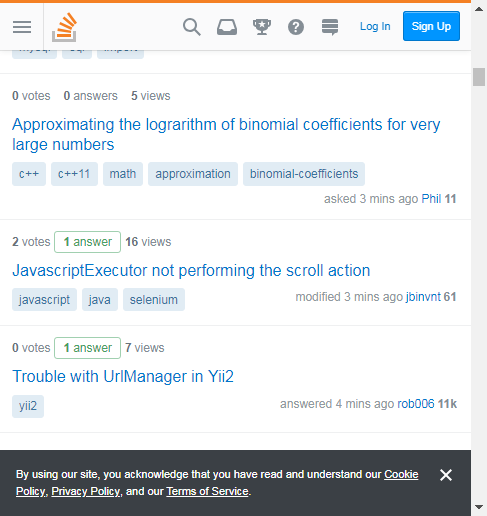 Log In
Sign Up
mysql sql import
0 votes 0 answers 5 views
Approximating the lograrithm of binomial coefficients for very
large numbers
c++ c++11 math approximation binomial-coefficients
asked 3 mins ago Phil 11
2 votes 1 answer 16 views
JavascriptExecutor not performing the scroll action
javascript java selenium
modified 3 mins ago jbinvnt 61
0 votes 1 answer 7 views
Trouble with UrlManager in Yii2
yii2
answered 4 mins ago rob006 11k
By using our site, you acknowledge that you have read and understand our Cookie
Policy, Privacy Policy, and our Terms of Service.